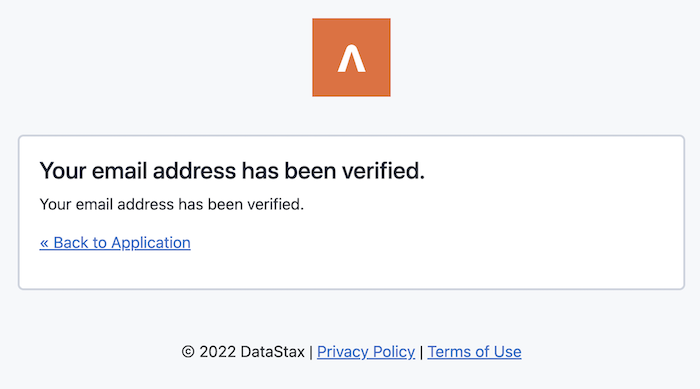 Your email address has been verified.
Your email address has been verified.
« Back to Application
© 2022 DataStax | Privacy Policy | Terms of Use